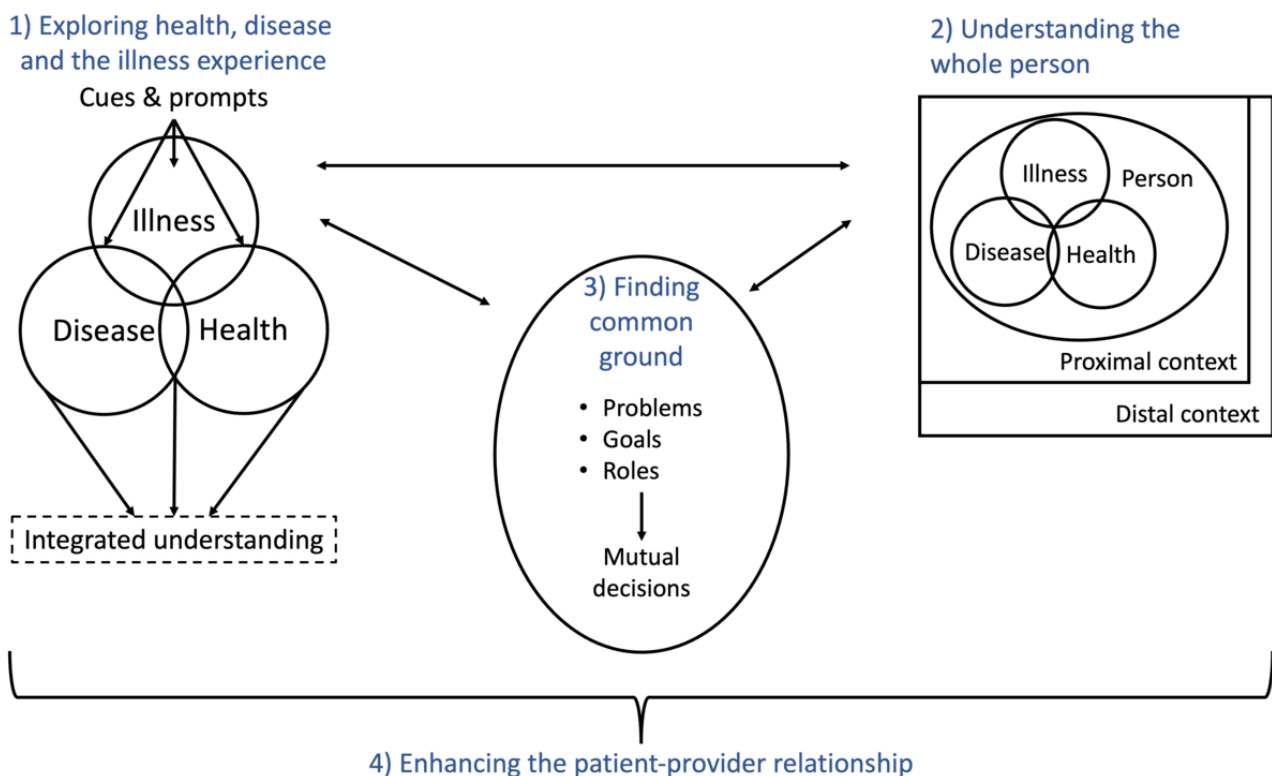 1) Exploring health, disease
and the illness experience
Cues & prompts
Illness
Disease
Health
Integrated understanding
2) Understanding the
whole person
Illness
Person
Disease
Health
Proximal context
Distal context
3) Finding
common
ground
• Problems
• Goals
• Roles
Mutual
decisions
4) Enhancing the patient-provider relationship